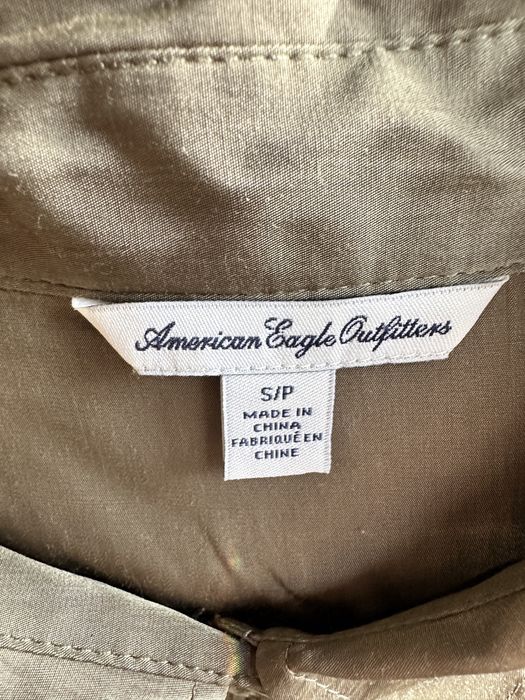 American Eagle Outfitters
S/P
MADE IN
CHINA
FABRIQUÉ EN
CHINE